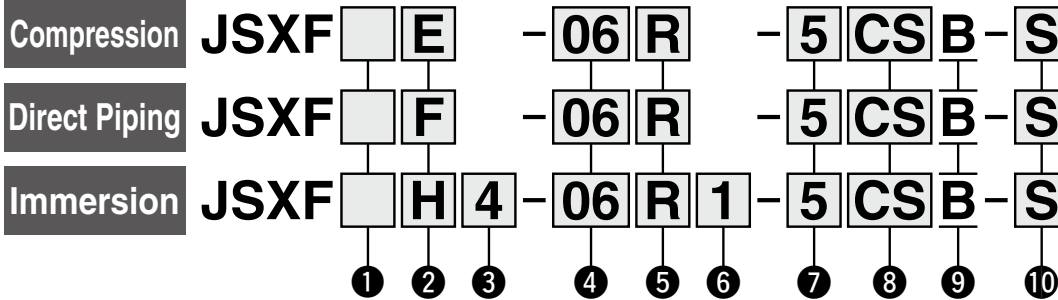 Compression JSXF E - 06 R - 5 CS B - S
Direct Piping JSXF F - 06 R - 5 CS B - S
Immersion JSXF H 4 - 06 R 1 - 5 CS B - S
1 2 3 4 5 6 7 8 9 10